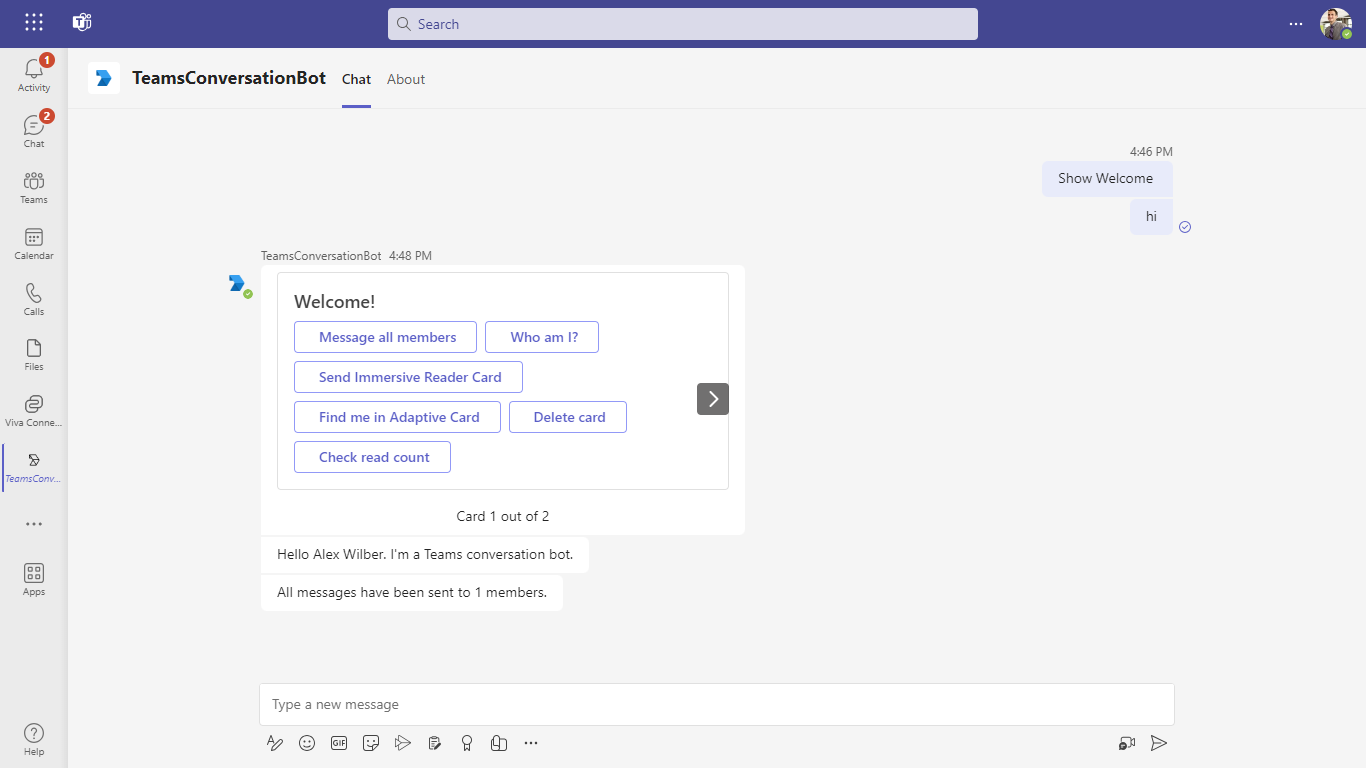 Search
1
Activity
2
Chat
Teams
Calendar
Calls
Files
Viva Conne...
TeamsConv...
Apps
Help
TeamsConversationBot
Chat
About
4:46 PM
Show Welcome
hi
TeamsConversationBot 4:48 PM
Welcome!
Message all members
Who am I?
Send Immersive Reader Card
Find me in Adaptive Card
Delete card
Check read count
Card 1 out of 2
Hello Alex Wilber. I'm a Teams conversation bot.
All messages have been sent to 1 members.
Type a new message
GIF